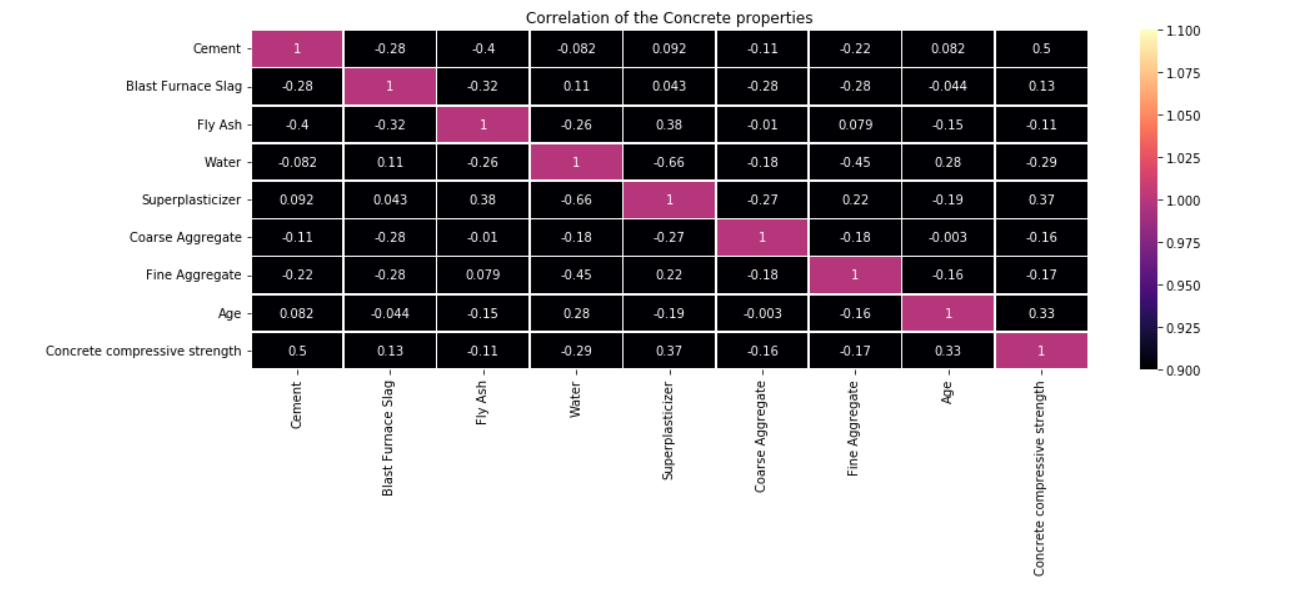 Correlation of the Concrete properties
Cement 1 -0.28 -0.4 -0.082 0.092 -0.11 -0.22 0.082 0.5
Blast Furnace Slag -0.28 1 -0.32 0.11 0.043 -0.28 -0.28 -0.044 0.13
Fly Ash -0.4 -0.32 1 -0.26 0.38 -0.01 0.079 -0.15 -0.11
Water -0.082 0.11 -0.26 1 -0.66 -0.18 -0.45 0.28 -0.29
Superplasticizer 0.092 0.043 0.38 -0.66 1 -0.27 0.22 -0.19 0.37
Coarse Aggregate -0.11 -0.28 -0.01 -0.18 -0.27 1 -0.18 -0.003 -0.16
Fine Aggregate -0.22 -0.28 0.079 -0.45 0.22 -0.18 1 -0.16 -0.17
Age 0.082 -0.044 -0.15 0.28 -0.19 -0.003 -0.16 1 0.33
Concrete compressive strength 0.5 0.13 -0.11 -0.29 0.37 -0.16 -0.17 0.33 1
Cement
Blast Furnace Slag
Fly Ash
Water
Superplasticizer
Coarse Aggregate
Fine Aggregate
Age
Concrete compressive strength
1.100
1.075
1.050
1.025
1.000
0.975
0.950
0.925
0.900